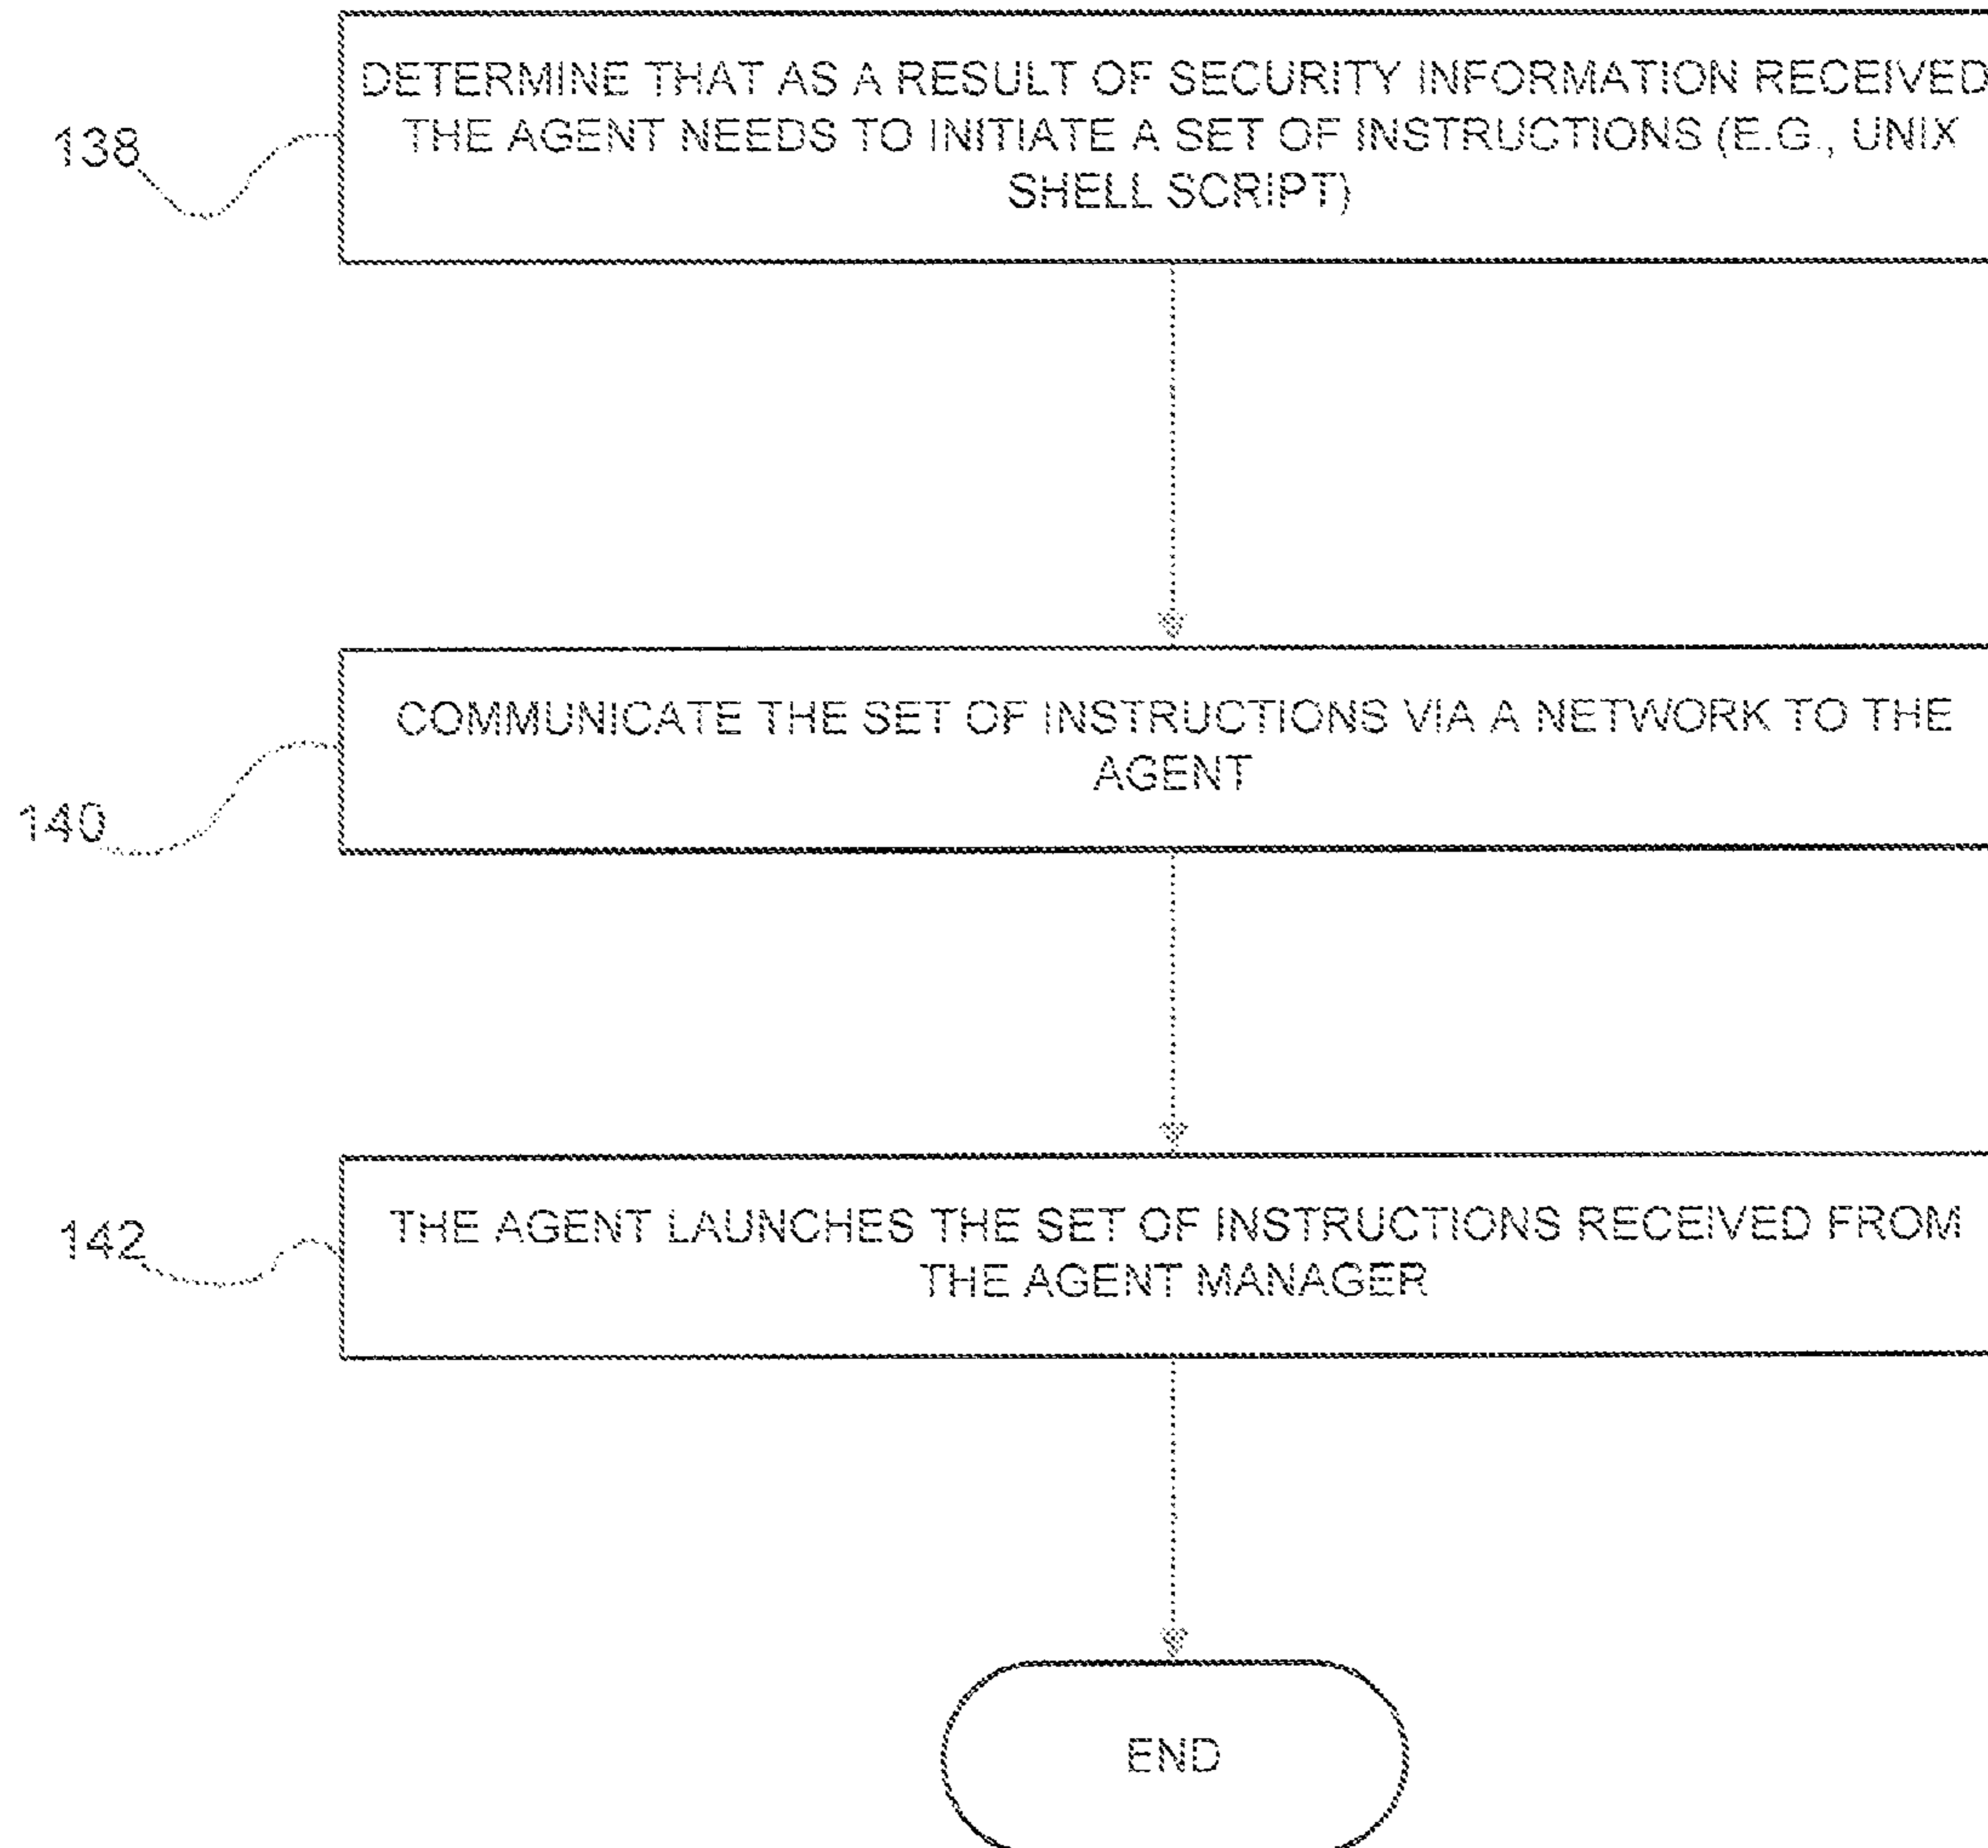 DETERMINE THAT AS A RESULT OF SECURITY INFORMATION RECEIVED
THE AGENT NEEDS TO INITIATE A SET OF INSTRUCTIONS (E.G., UNIX
SHELL SCRIPT)
138
COMMUNICATE THE SET OF INSTRUCTIONS VIA A NETWORK TO THE
AGENT
140
THE AGENT LAUNCHES THE SET OF INSTRUCTIONS RECEIVED FROM
THE AGENT MANAGER
142
END